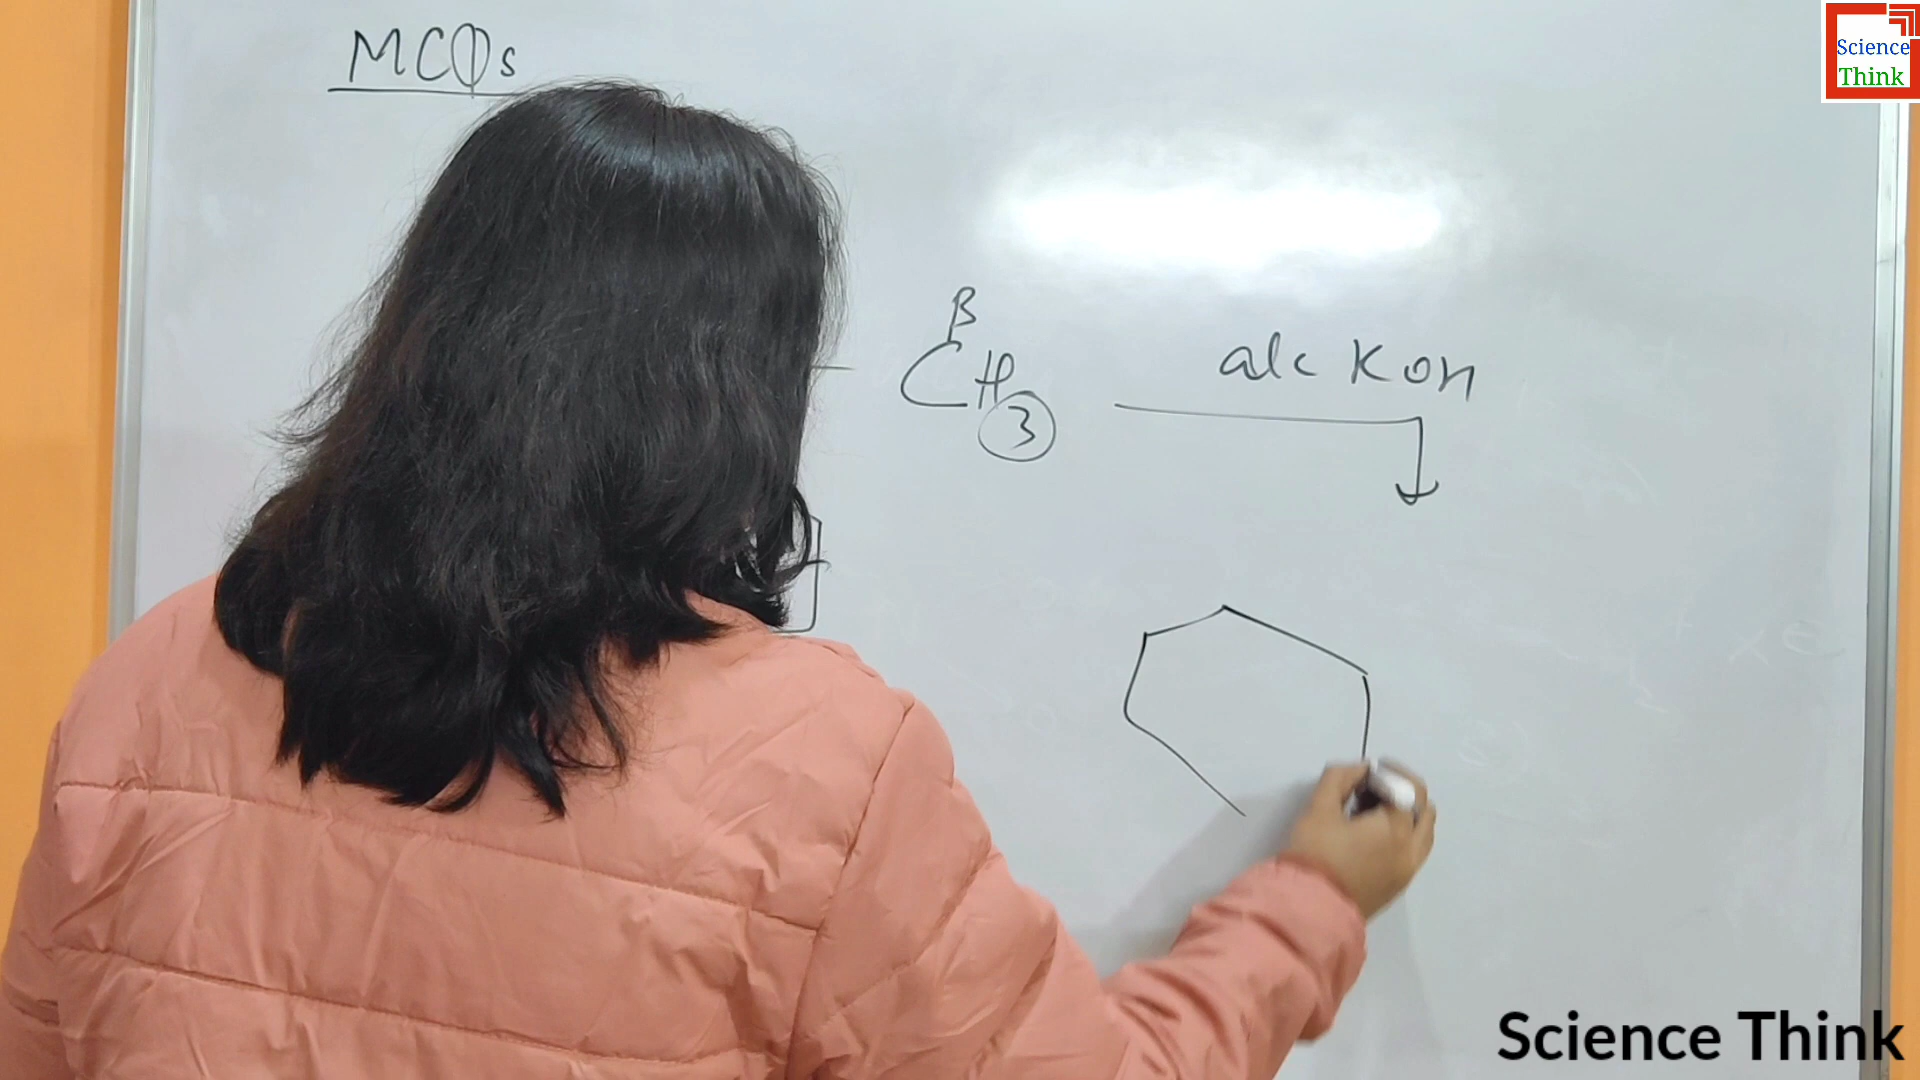 MCQs
Science
Think
β
CH3
alc KOH
Science Think